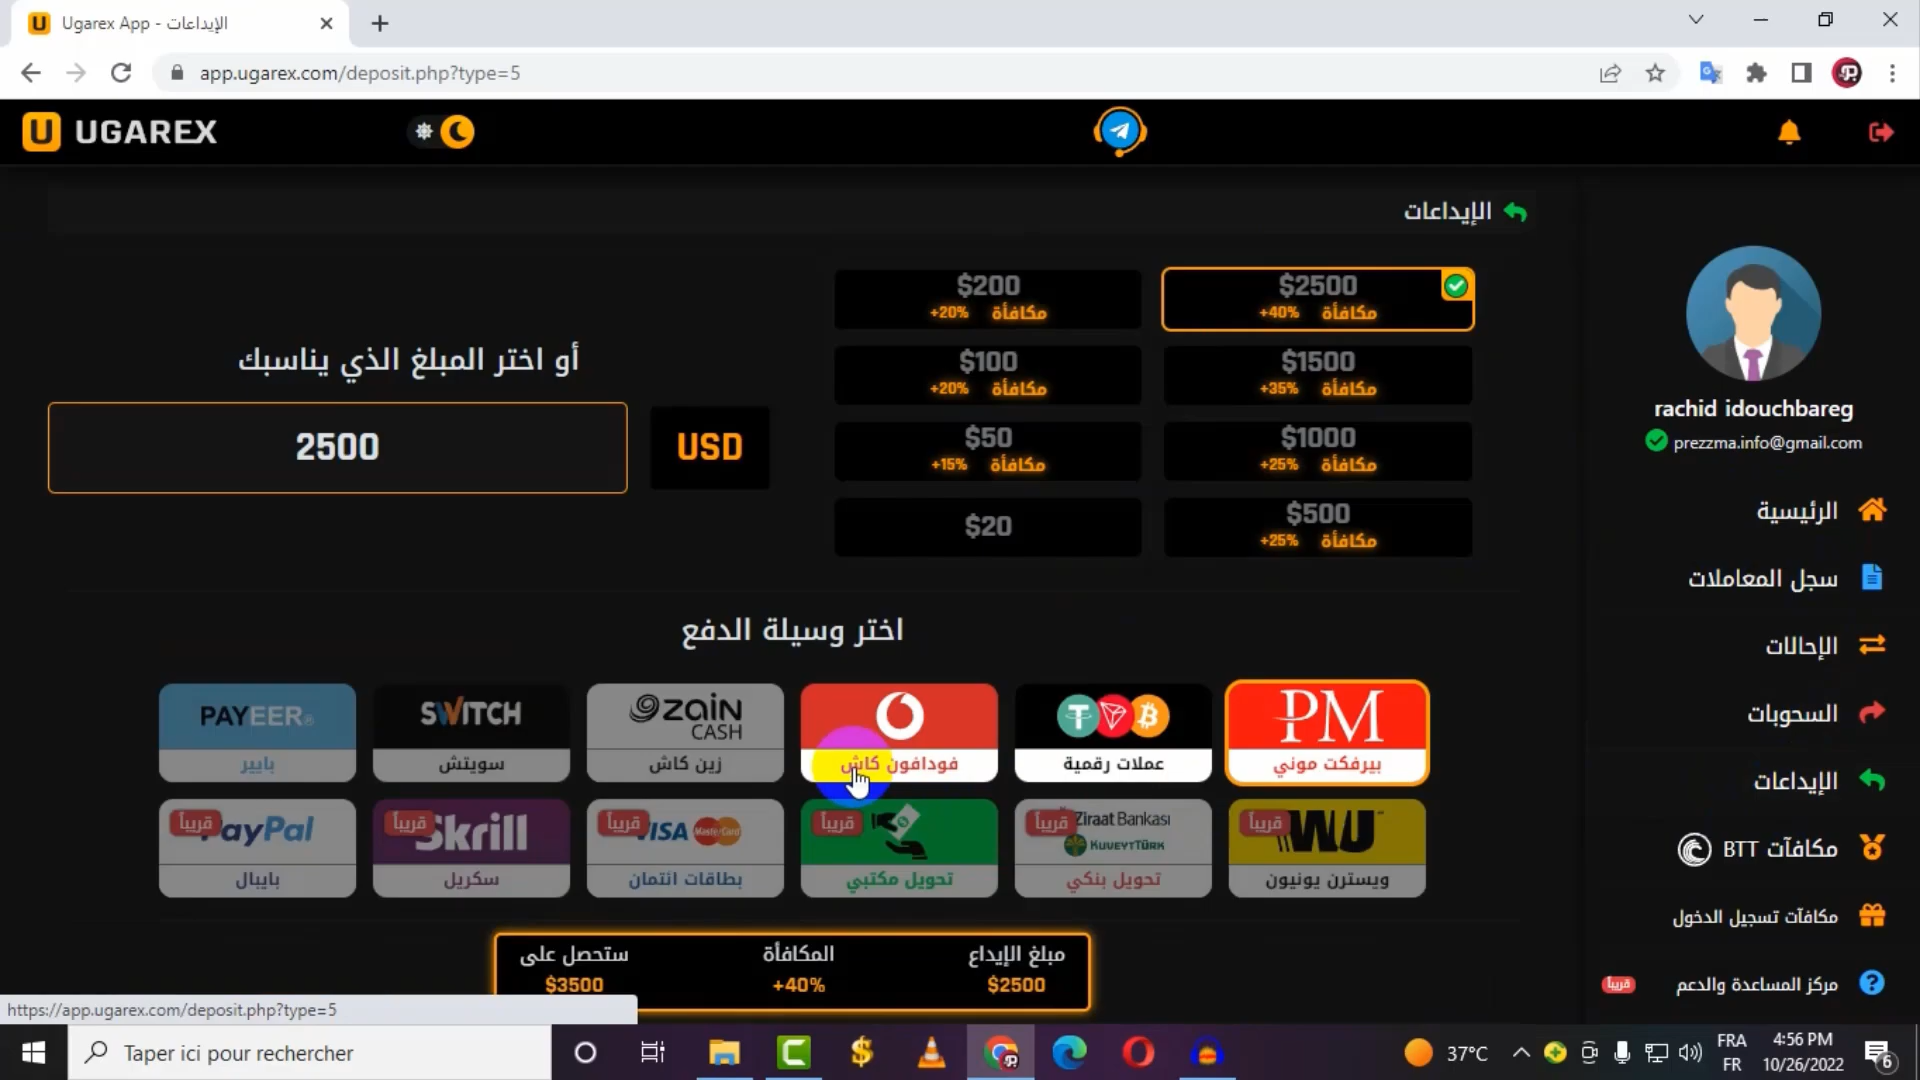 Ugarex App - الإيداعات
app.ugarex.com/deposit.php?type=5
UGAREX
الإيداعات
$200
مكافأة +20%
$2500
مكافأة +40%
$100
مكافأة +20%
$1500
مكافأة +35%
$50
مكافأة +15%
$1000
مكافأة +25%
$20
$500
مكافأة +25%
أو اختر المبلغ الذي يناسبك
2500
USD
rachid idouchbareg
prezzma.info@gmail.com
الرئيسية
سجل المعاملات
الإحالات
السحوبات
الإيداعات
مكافآت BTT
مكافآت تسجيل الدخول
مركز المساعدة والدعم
قريباً
اختر وسيلة الدفع
PM
بيرفكت موني
عملات رقمية
فودافون كاش
zain
CASH
زين كاش
SWITCH
سويتش
PAYEER
بايير
قريباً
WU
ويسترن يونيون
قريباً
Ziraat Bankası
KUVEYTTÜRK
تحويل بنكي
قريباً
تحويل مكتبي
قريباً
VISA MasterCard
بطاقات ائتمان
قريباً
Skrill
سكريل
قريباً
PayPal
بايبال
مبلغ الإيداع
$2500
المكافأة
+40%
ستحصل على
$3500
https://app.ugarex.com/deposit.php?type=5
Taper ici pour rechercher
37°C
FRA
FR
4:56 PM
10/26/2022
6